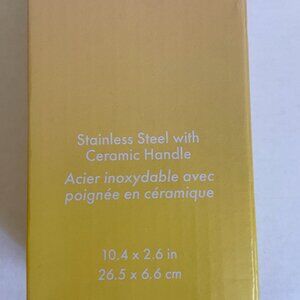 Stainless Steel with
Ceramic Handle
Acier inoxydable avec
poignée en céramique
10,4 x 2.6 in
26.5 x 6,6 cm